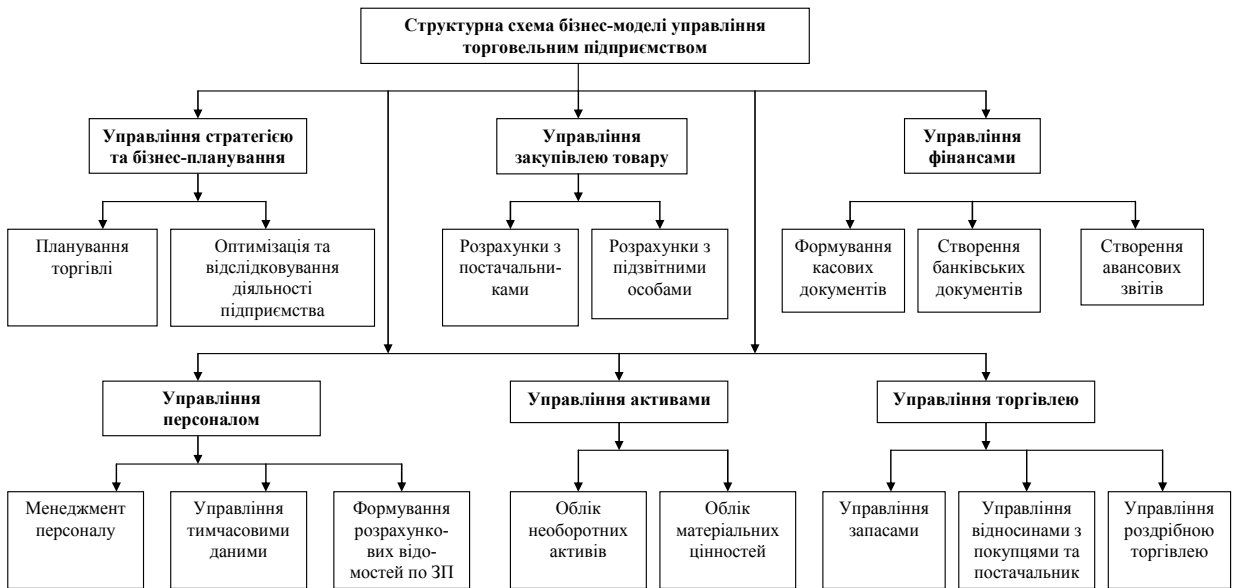 Структурна схема бізнес-моделі управління
торговельним підприємством
Управління стратегією
та бізнес-планування
Управління
закупівлею товару
Управління
фінансами
Планування
торгівлі
Оптимізація та
відслідковування
діяльності
підприємства
Розрахунки з
постачальни-
ками
Розрахунки з
підзвітними
особами
Формування
касових
документів
Створення
банківських
документів
Створення
авансових
звітів
Управління
персоналом
Управління активами
Управління торгівлею
Менеджмент
персоналу
Управління
тимчасовими
даними
Формування
розрахунко-
вих відо-
мостей по ЗП
Облік
необоротних
активів
Облік
матеріальних
цінностей
Управління
запасами
Управління
відносинами з
покупцями та
постачальник
Управління
роздрібною
торгівлею